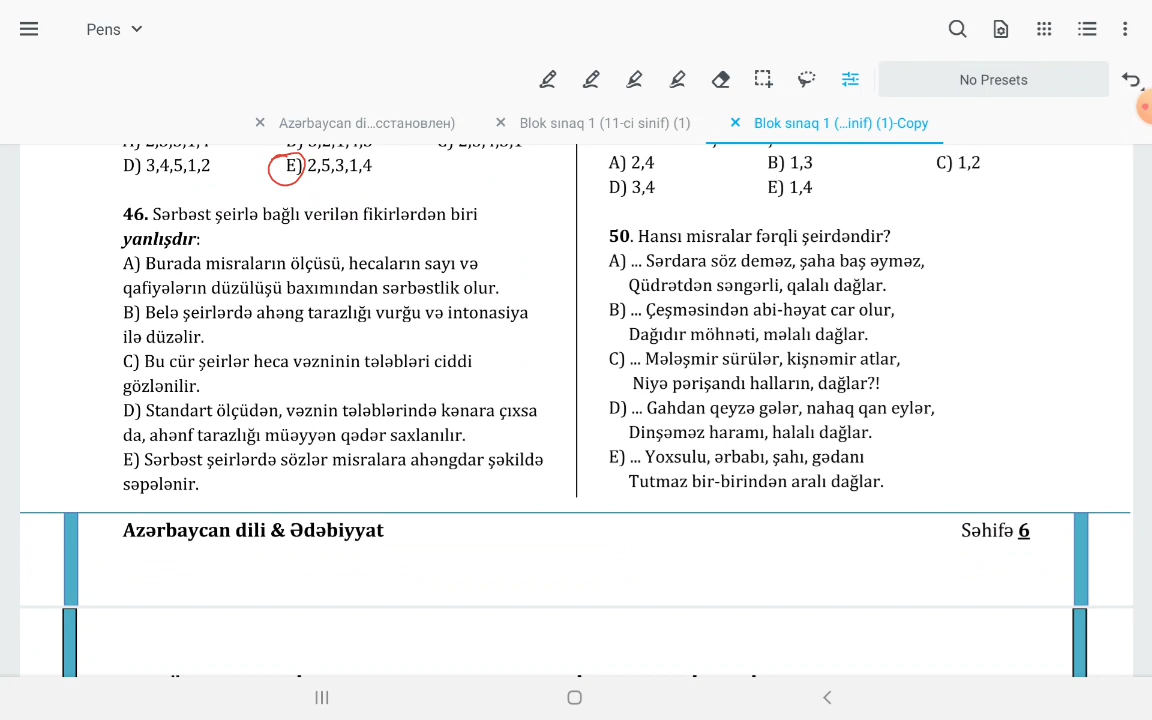 Pens
No Presets
Azərbaycan di...сстановлен)
Blok sınaq 1 (11-ci sinif) (1)
Blok sınaq 1 (...inif) (1)-Copy
D) 3,4,5,1,2 E) 2,5,3,1,4
46. Sərbəst şeirlə bağlı verilən fikirlərdən biri
yanlışdır:
A) Burada misraların ölçüsü, hecaların sayı və
qafiyələrin düzülüşü baxımından sərbəstlik olur.
B) Belə şeirlərdə ahəng tarazlığı vurğu və intonasiya
ilə düzəlir.
C) Bu cür şeirlər heca vəzninin tələbləri ciddi
gözlənilir.
D) Standart ölçüdən, vəznin tələblərində kənara çıxsa
da, ahənf tarazlığı müəyyən qədər saxlanılır.
E) Sərbəst şeirlərdə sözlər misralara ahəngdar şəkildə
səpələnir.
A) 2,4 B) 1,3 C) 1,2
D) 3,4 E) 1,4
50. Hansı misralar fərqli şeirdəndir?
A) ... Sərdara söz deməz, şaha baş əyməz,
Qüdrətdən səngərli, qalalı dağlar.
B) ... Çeşməsindən abi-həyat car olur,
Dağıdır möhnəti, məlalı dağlar.
C) ... Mələşmir sürülər, kişnəmir atlar,
Niyə pərişandı halların, dağlar?!
D) ... Gahdan qeyzə gələr, nahaq qan eylər,
Dinşəməz haramı, halalı dağlar.
E) ... Yoxsulu, ərbabı, şahı, gədanı
Tutmaz bir-birindən aralı dağlar.
Azərbaycan dili & Ədəbiyyat Səhifə 6